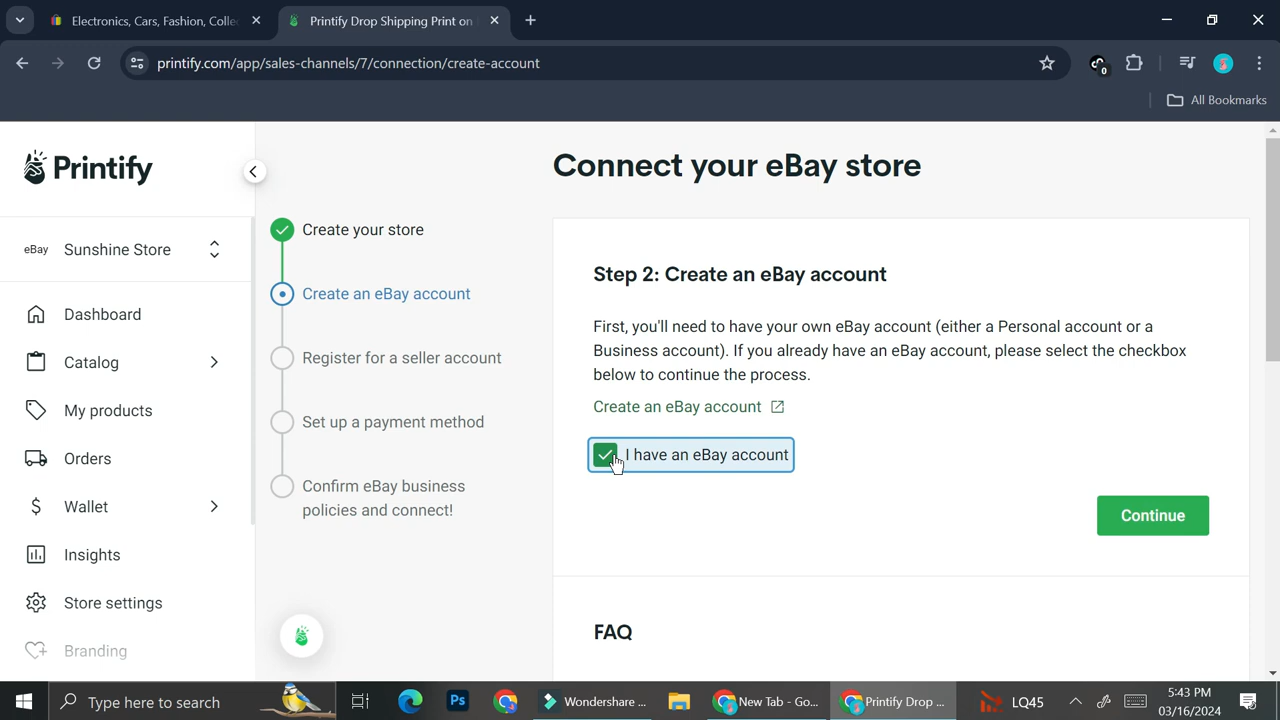 Electronics, Cars, Fashion, Colle
Printify Drop Shipping Print on
printify.com/app/sales-channels/7/connection/create-account
0
All Bookmarks
Printify
eBay Sunshine Store
Dashboard
Catalog
My products
Orders
Wallet
Insights
Store settings
Branding
Create your store
Create an eBay account
Register for a seller account
Set up a payment method
Confirm eBay business
policies and connect!
Connect your eBay store
Step 2: Create an eBay account
First, you'll need to have your own eBay account (either a Personal account or a
Business account). If you already have an eBay account, please select the checkbox
below to continue the process.
Create an eBay account
I have an eBay account
Continue
FAQ
Type here to search
Ps
Wondershare ...
New Tab - Go...
Printify Drop ...
LQ45
5:43 PM
03/16/2024